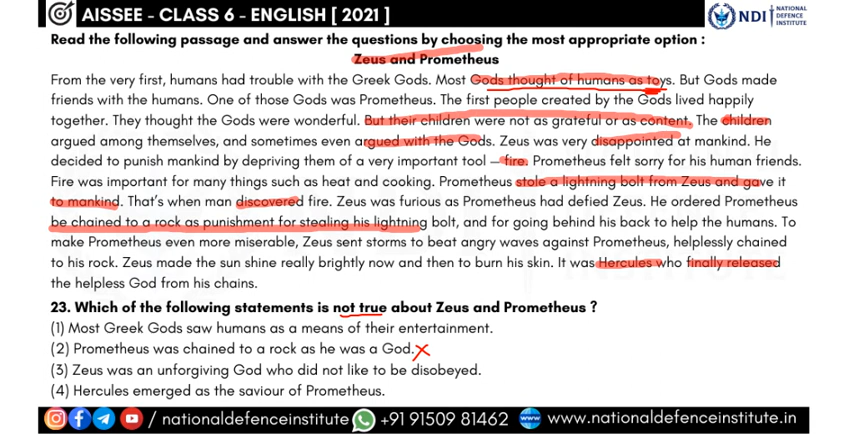 AISSEE - CLASS 6 - ENGLISH [ 2021 ]
NDI NATIONAL DEFENCE INSTITUTE
Read the following passage and answer the questions by choosing the most appropriate option :
Zeus and Prometheus
From the very first, humans had trouble with the Greek Gods. Most Gods thought of humans as toys. But Gods made
friends with the humans. One of those Gods was Prometheus. The first people created by the Gods lived happily
together. They thought the Gods were wonderful. But their children were not as grateful or as content. The children
argued among themselves, and sometimes even argued with the Gods. Zeus was very disappointed at mankind. He
decided to punish mankind by depriving them of a very important tool – fire. Prometheus felt sorry for his human friends.
Fire was important for many things such as heat and cooking. Prometheus stole a lightning bolt from Zeus and gave it
to mankind. That's when man discovered fire. Zeus was furious as Prometheus had defied Zeus. He ordered Prometheus
be chained to a rock as punishment for stealing his lightning bolt, and for going behind his back to help the humans. To
make Prometheus even more miserable, Zeus sent storms to beat angry waves against Prometheus, helplessly chained
to his rock. Zeus made the sun shine really brightly now and then to burn his skin. It was Hercules who finally released
the helpless God from his chains.
23. Which of the following statements is not true about Zeus and Prometheus ?
(1) Most Greek Gods saw humans as a means of their entertainment.
(2) Prometheus was chained to a rock as he was a God.
(3) Zeus was an unforgiving God who did not like to be disobeyed.
(4) Hercules emerged as the saviour of Prometheus.
/ nationaldefenceinstitute +91 91509 81462 www.nationaldefenceinstitute.in